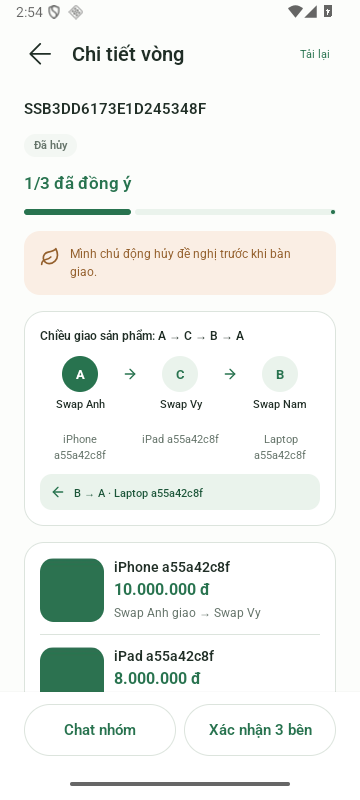 2:54
Chi tiết vòng
Tải lại
SSB3DD6173E1D245348F
Đã hủy
1/3 đã đồng ý
Mình chủ động hủy đề nghị trước khi bàn
giao.
Chiều giao sản phẩm: A → C → B → A
A → C → B
Swap Anh Swap Vy Swap Nam
iPhone a55a42c8f
iPad a55a42c8f
Laptop a55a42c8f
← B → A · Laptop a55a42c8f
iPhone a55a42c8f
10.000.000 đ
Swap Anh giao → Swap Vy
iPad a55a42c8f
8.000.000 đ
Chat nhóm
Xác nhận 3 bên